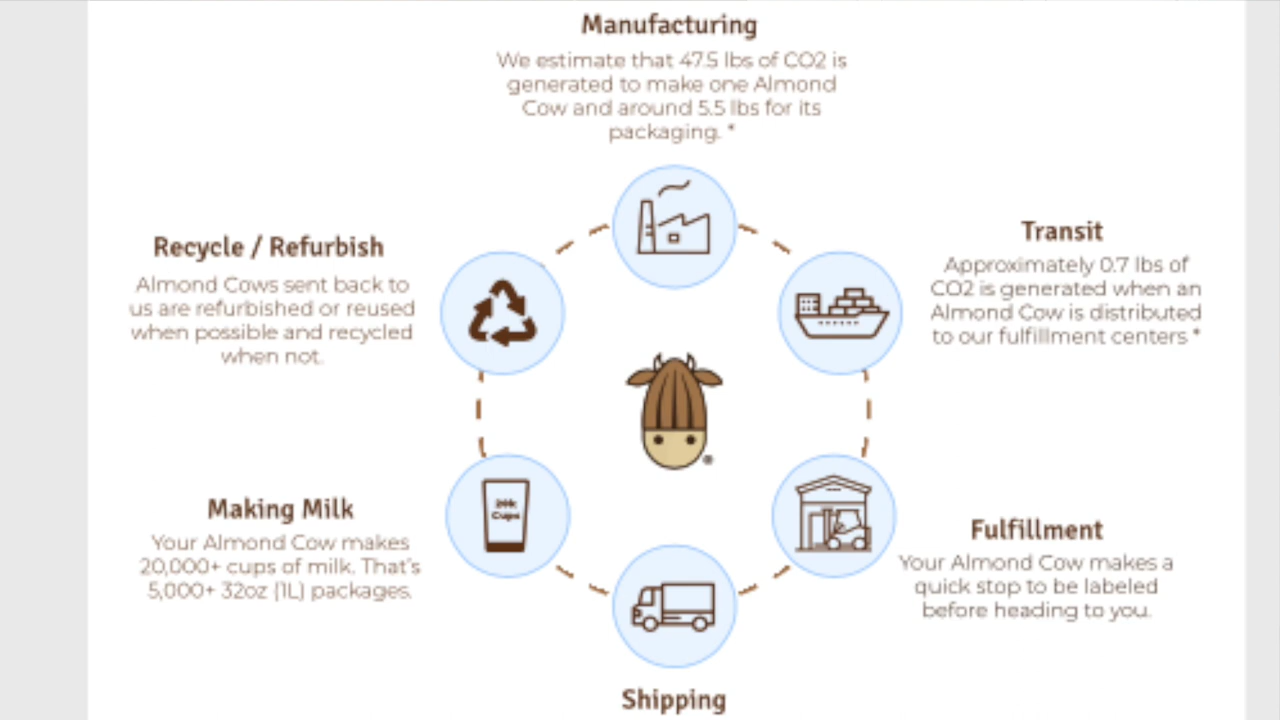 Manufacturing
We estimate that 47.5 lbs of CO2 is
generated to make one Almond
Cow and around 5.5 lbs for its
packaging. *
Transit
Approximately 0.7 lbs of
CO2 is generated when an
Almond Cow is distributed
to our fulfillment centers *
Fulfillment
Your Almond Cow makes a
quick stop to be labeled
before heading to you.
Shipping
Making Milk
Your Almond Cow makes
20,000+ cups of milk. That's
5,000+ 32oz (1L) packages.
20k
Cups
Recycle / Refurbish
Almond Cows sent back to
us are refurbished or reused
when possible and recycled
when not.